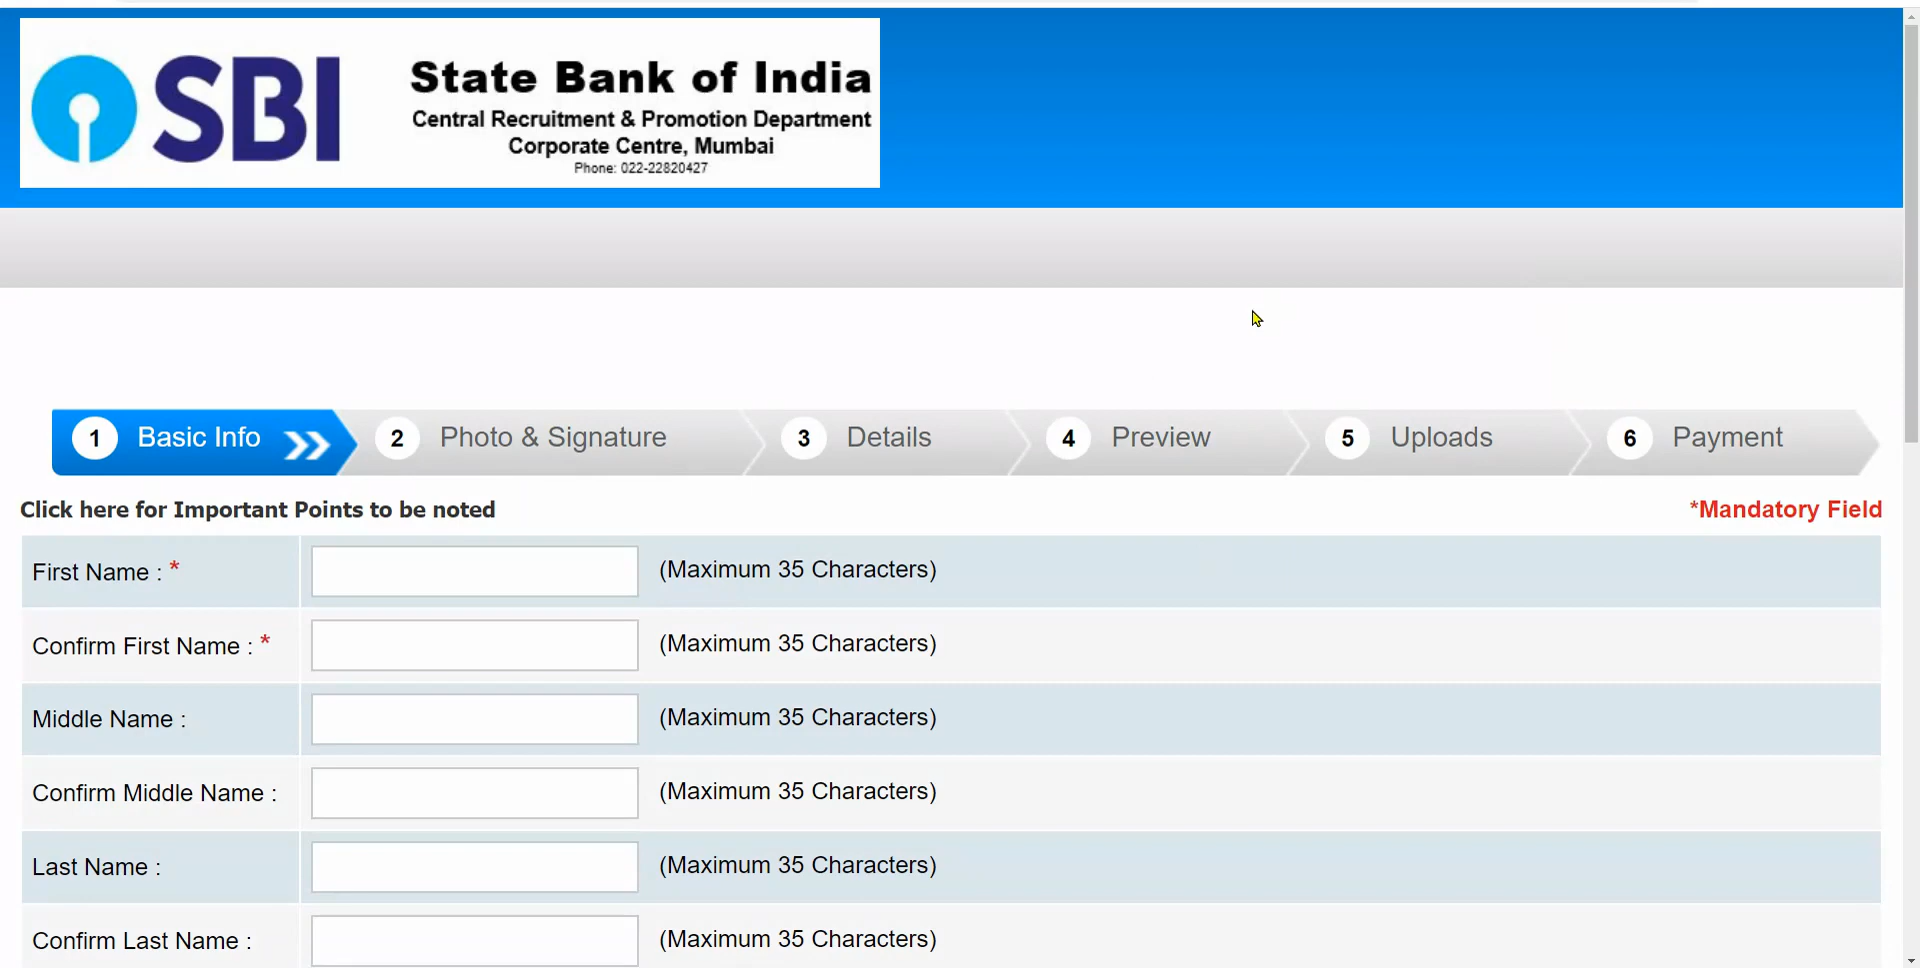 SBI
State Bank of India
Central Recruitment & Promotion Department
Corporate Centre, Mumbai
Phone: 022-22820427
1 Basic Info 2 Photo & Signature 3 Details 4 Preview 5 Uploads 6 Payment
Click here for Important Points to be noted *Mandatory Field
First Name : * (Maximum 35 Characters)
Confirm First Name : * (Maximum 35 Characters)
Middle Name : (Maximum 35 Characters)
Confirm Middle Name : (Maximum 35 Characters)
Last Name : (Maximum 35 Characters)
Confirm Last Name : (Maximum 35 Characters)